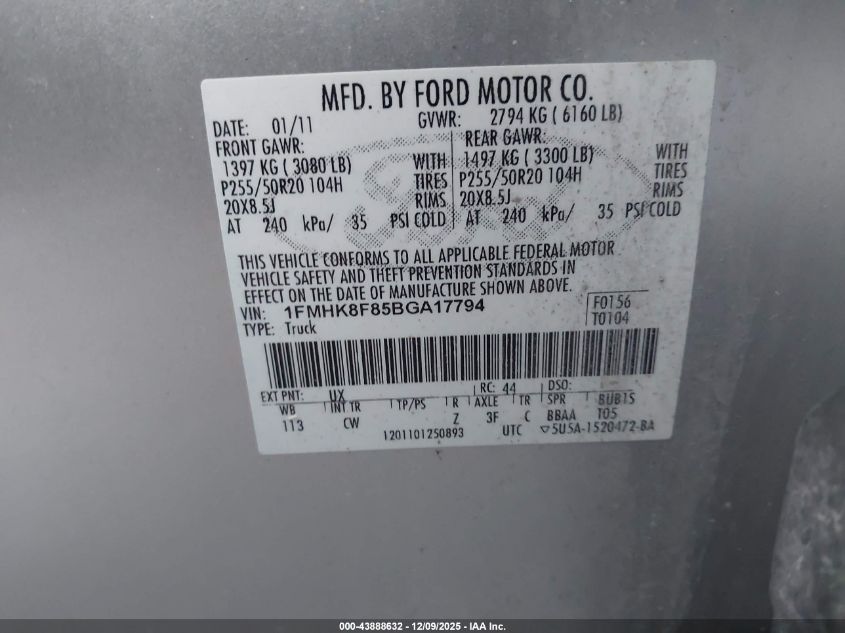 MFD. BY FORD MOTOR CO.
DATE: 01/11 GVWR: 2794 KG ( 6160 LB)
FRONT GAWR: REAR GAWR:
1397 KG ( 3080 LB) WITH 1497 KG ( 3300 LB) WITH
P255/50R20 104H TIRES P255/50R20 104H TIRES
20X8.5J RIMS 20X8.5J RIMS
AT 240 kPa/ 35 PSI COLD AT 240 kPa/ 35 PSI COLD
THIS VEHICLE CONFORMS TO ALL APPLICABLE FEDERAL MOTOR
VEHICLE SAFETY AND THEFT PREVENTION STANDARDS IN
EFFECT ON THE DATE OF MANUFACTURE SHOWN ABOVE.
VIN: 1FMHK8F85BGA17794 F0156
TYPE: Truck T0104
EXT PNT: UX RC: 44 DSO:
WB INT TR TP/PS R AXLE TR SPR BUB1S
113 CW Z 3F C BBAA T05
1201101250893 UTC ▽5U5A-1520472-BA
000-43888632 - 12/09/2025 - IAA Inc.